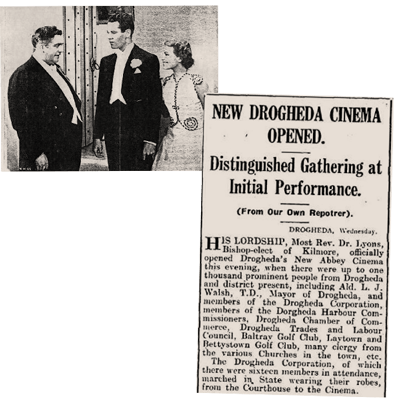 NEW DROGHEDA CINEMA
OPENED.
Distinguished Gathering at
Initial Performance.
(From Our Own Repotrer).
DROGHEDA, Wednesday.
HIS LORDSHIP, Most Rev. Dr. Lyons,
Bishop-elect of Kilmore, officially
opened Drogheda's New Abbey Cinema
this evening, when there were up to one
thousand prominent people from Drogheda
and district present, including Ald. L. J.
Walsh, T.D., Mayor of Drogheda, and
members of the Drogheda Corporation,
members of the Dorgheda Harbour Com-
missioners, Drogheda Chamber of Com-
merce, Drogheda Trades and Labour
Council, Baltray Golf Club, Laytown and
Bettystown Golf Club, many clergy from
the various Churches in the town, etc.
The Drogheda Corporation, of which
there were sixteen members in attendance,
marched in State wearing their robes,
from the Courthouse to the Cinema.